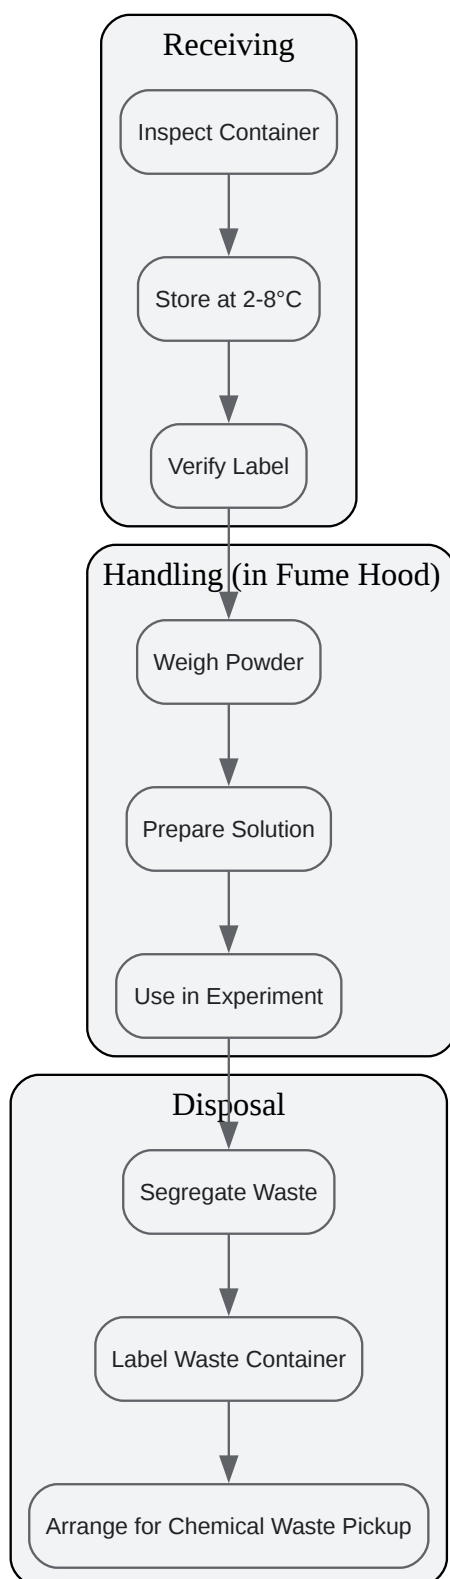 Receiving
Inspect Container
Store at 2-8°C
Verify Label
Handling (in Fume Hood)
Weigh Powder
Prepare Solution
Use in Experiment
Disposal
Segregate Waste
Label Waste Container
Arrange for Chemical Waste Pickup